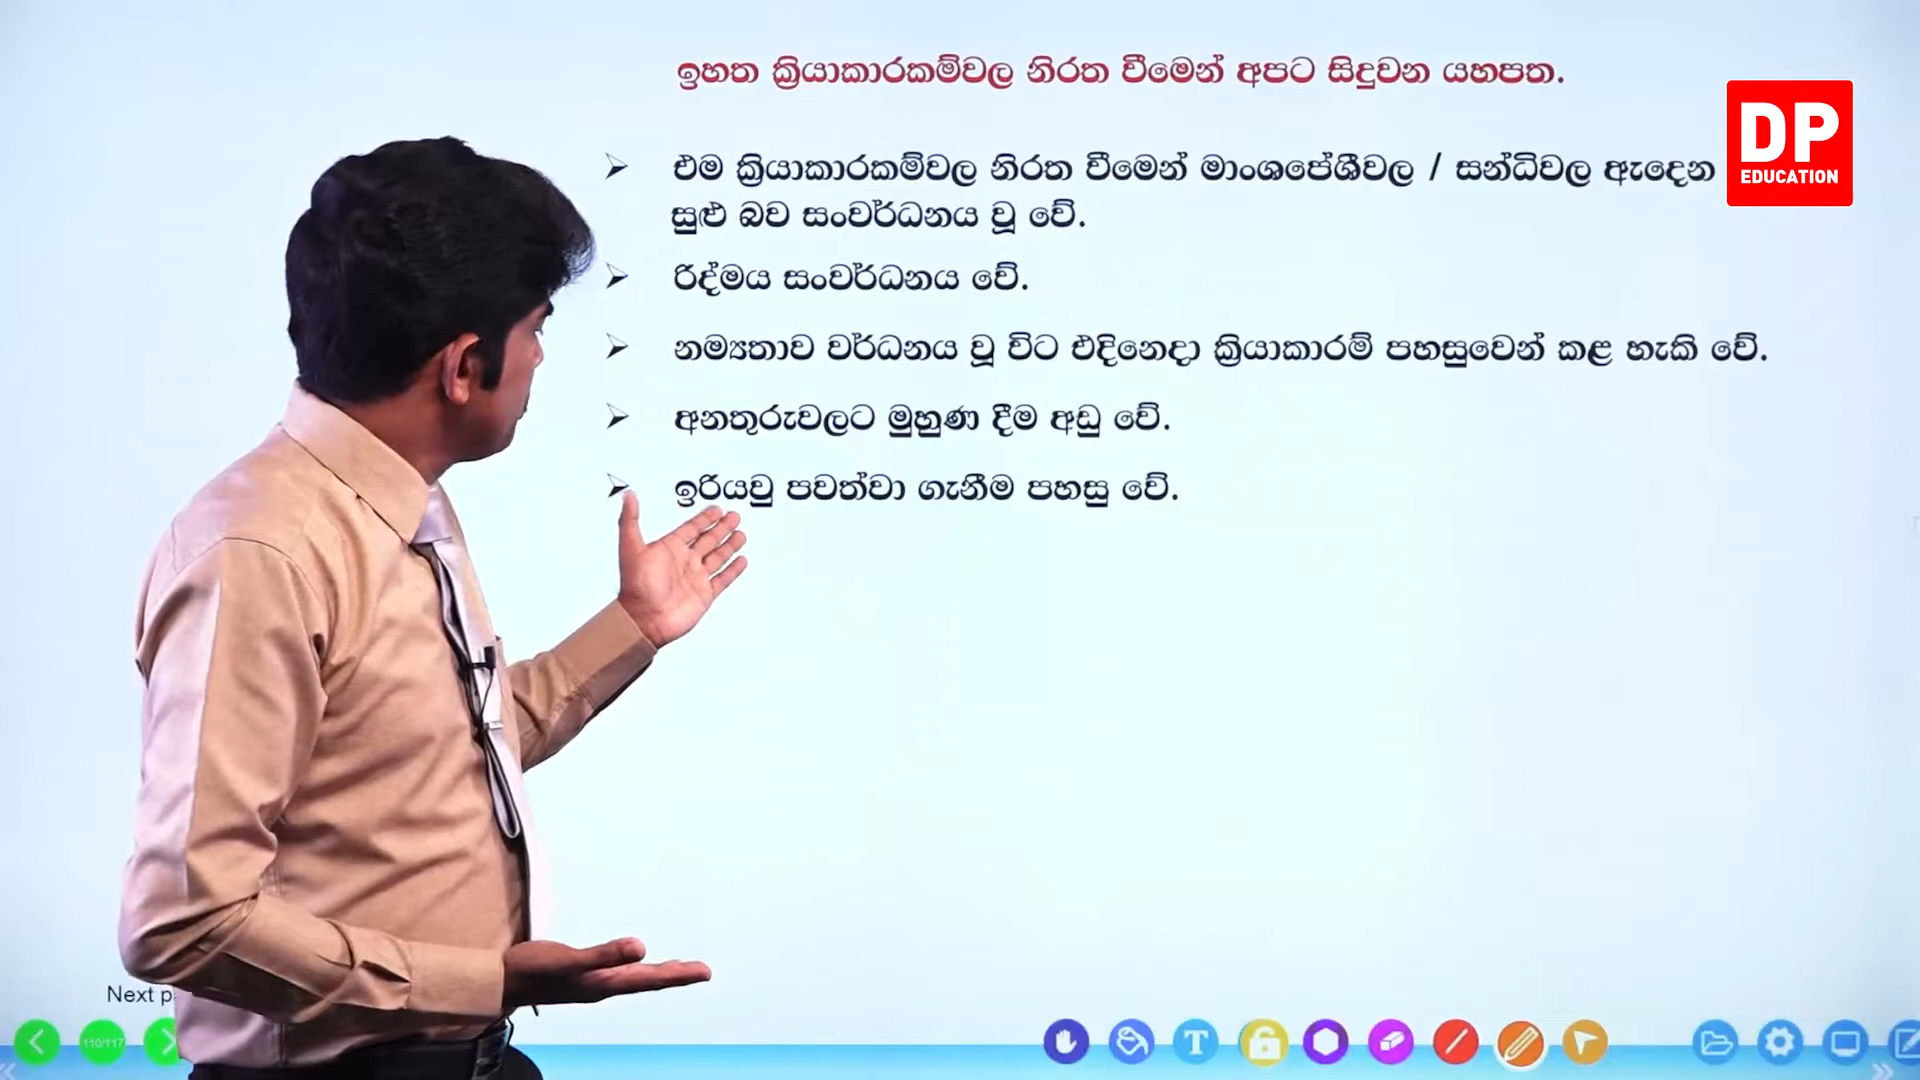 ඉහත ක්‍රියාකාරකම්වල නිරත වීමෙන් අපට සිදුවන යහපත.
DP
EDUCATION
➢ එම ක්‍රියාකාරකම්වල නිරත වීමෙන් මාංශපේශීවල / සන්ධිවල ඇදෙන
සුළු බව සංවර්ධනය වූ වේ.
➢ රිද්මය සංවර්ධනය වේ.
➢ නම්‍යතාව වර්ධනය වූ විට එදිනෙදා ක්‍රියාකාරම් පහසුවෙන් කළ හැකි වේ.
➢ අනතුරුවලට මුහුණ දීම අඩු වේ.
➢ ඉරියවු පවත්වා ගැනීම පහසු වේ.
Next p
110/117
T